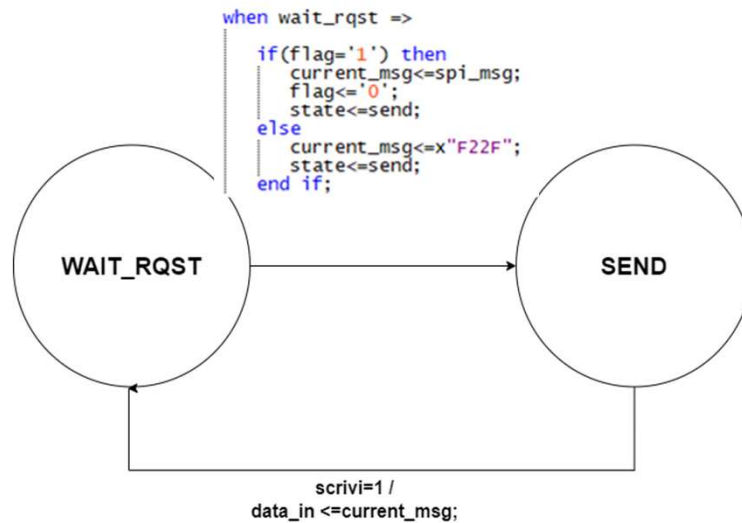 when wait_rqst =>
if(flag='1') then
current_msg<=spi_msg;
flag<='0';
state<=send;
else
current_msg<=x"F22F";
state<=send;
end if;
WAIT_RQST
SEND
scrivi=1 /
data_in <=current_msg;